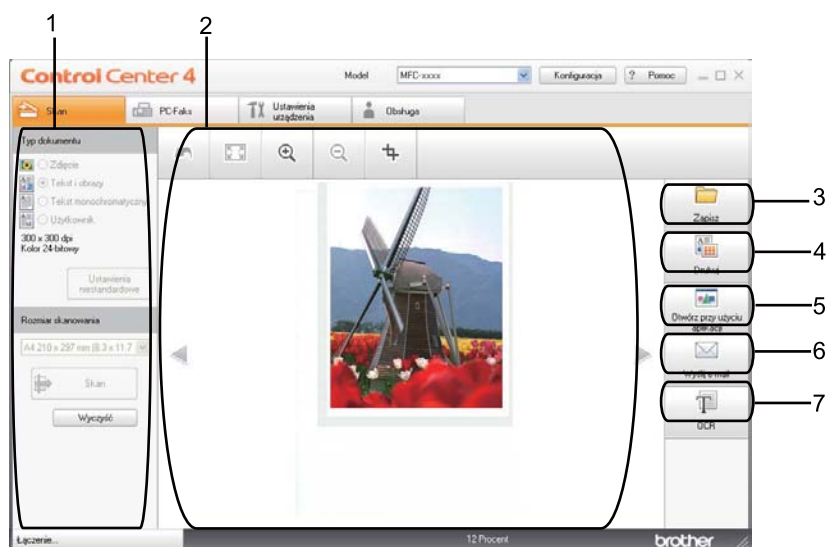 1
2
Control Center 4
Model
MFC-xxxx
Konfiguracja
? Pomoc
Skan
PC-Faks
Ustawienia
urządzenia
Obsługa
Typ dokumentu
Zdjęcie
Tekst i obrazy
Tekst monochromatyczny
Użytkownik.
300 x 300 dpi
Kolor 24-bitowy
Ustawienia
niestandardowe
Rozmiar skanowania
A4 210 x 297 mm (8.3 x 11.7
Skan
Wyczyść
Zapisz
3
Drukuj
4
Otwórz przy użyciu
aplikacji
5
Wyślij e-mail
6
OCR
7
Łączenie...
12 Procent
brother